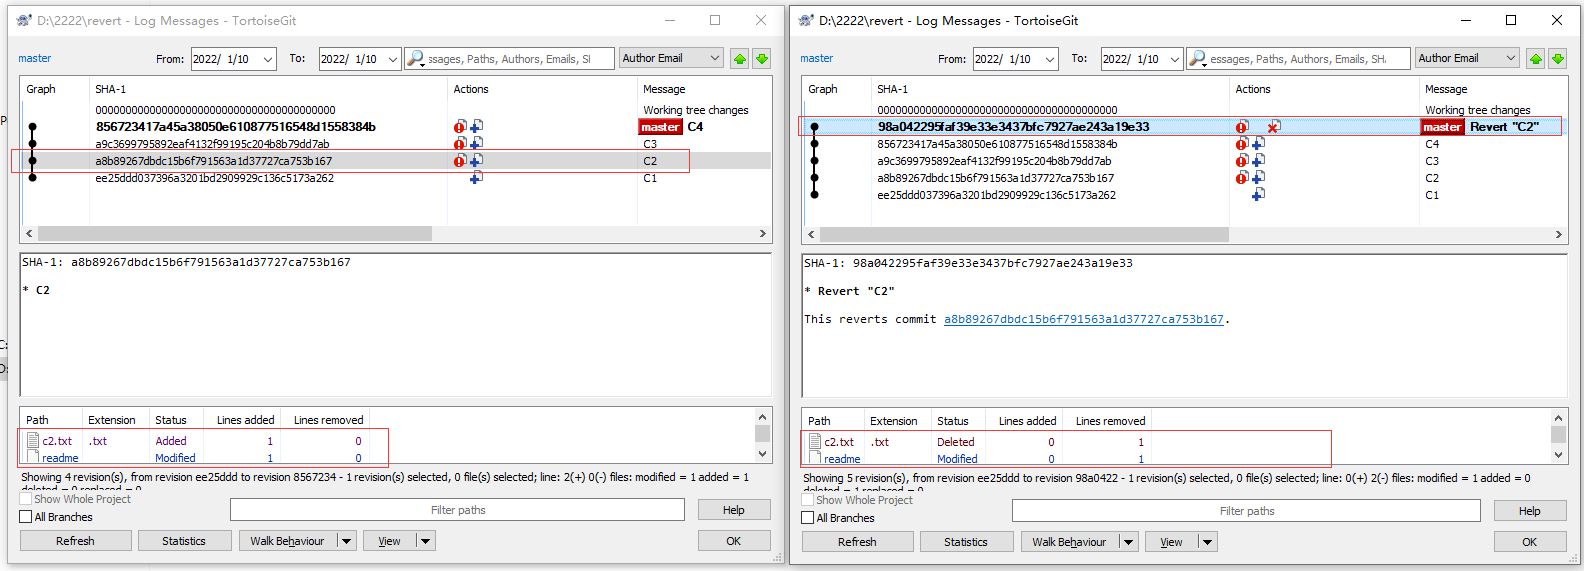 D:\2222\revert - Log Messages - TortoiseGit
master From: 2022/ 1/10 To: 2022/ 1/10 essages, Paths, Authors, Emails, SI Author Email
Graph SHA-1 Actions Message
0000000000000000000000000000000000000000 Working tree changes
856723417a45a38050e610877516548d1558384b master C4
a9c3699795892eaf4132f99195c204b8b79dd7ab C3
a8b89267dbdc15b6f791563a1d37727ca753b167 C2
ee25ddd037396a3201bd2909929c136c5173a262 C1
SHA-1: a8b89267dbdc15b6f791563a1d37727ca753b167
* C2
Path Extension Status Lines added Lines removed
c2.txt .txt Added 1 0
readme Modified 1 0
Showing 4 revision(s), from revision ee25ddd to revision 8567234 - 1 revision(s) selected, 0 file(s) selected; line: 2(+) 0(-) files: modified = 1 added = 1
deleted = 0 replaced = 0
Show Whole Project
All Branches
Filter paths
Help
Refresh Statistics Walk Behaviour View OK
D:\2222\revert - Log Messages - TortoiseGit
master From: 2022/ 1/10 To: 2022/ 1/10 essages, Paths, Authors, Emails, SHA Author Email
Graph SHA-1 Actions Message
0000000000000000000000000000000000000000 Working tree changes
98a042295faf39e33e3437bfc7927ae243a19e33 master Revert "C2"
856723417a45a38050e610877516548d1558384b C4
a9c3699795892eaf4132f99195c204b8b79dd7ab C3
a8b89267dbdc15b6f791563a1d37727ca753b167 C2
ee25ddd037396a3201bd2909929c136c5173a262 C1
SHA-1: 98a042295faf39e33e3437bfc7927ae243a19e33
* Revert "C2"
This reverts commit a8b89267dbdc15b6f791563a1d37727ca753b167.
Path Extension Status Lines added Lines removed
c2.txt .txt Deleted 0 1
readme Modified 0 1
Showing 5 revision(s), from revision ee25ddd to revision 98a0422 - 1 revision(s) selected, 0 file(s) selected; line: 0(+) 2(-) files: modified = 1 added = 0
deleted = 1 replaced = 0
Show Whole Project
All Branches
Filter paths
Help
Refresh Statistics Walk Behaviour View OK